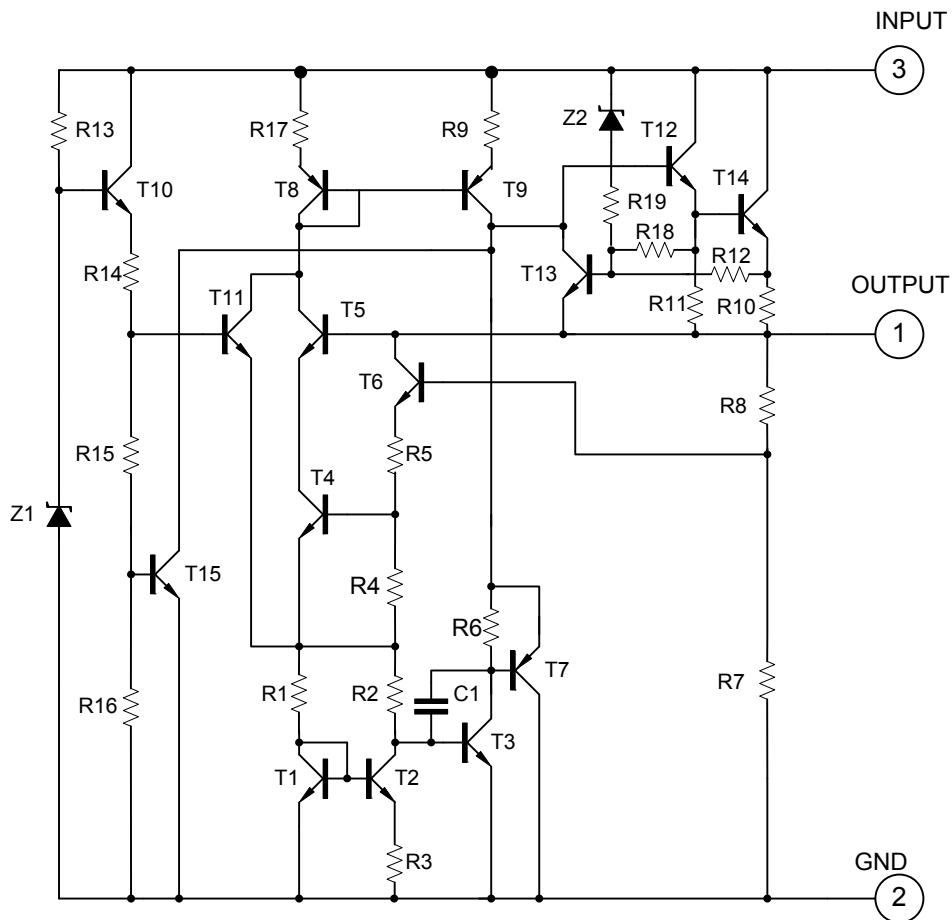 INPUT
3
R13
R17
R9
Z2
T12
T10
T8
T9
T14
R19
R18
R12
R14
T13
T11
T5
R11
R10
OUTPUT
1
T6
R8
R15
R5
T4
Z1
T15
R4
R6
T7
R16
R1
R2
C1
R7
T3
T1
T2
R3
GND
2